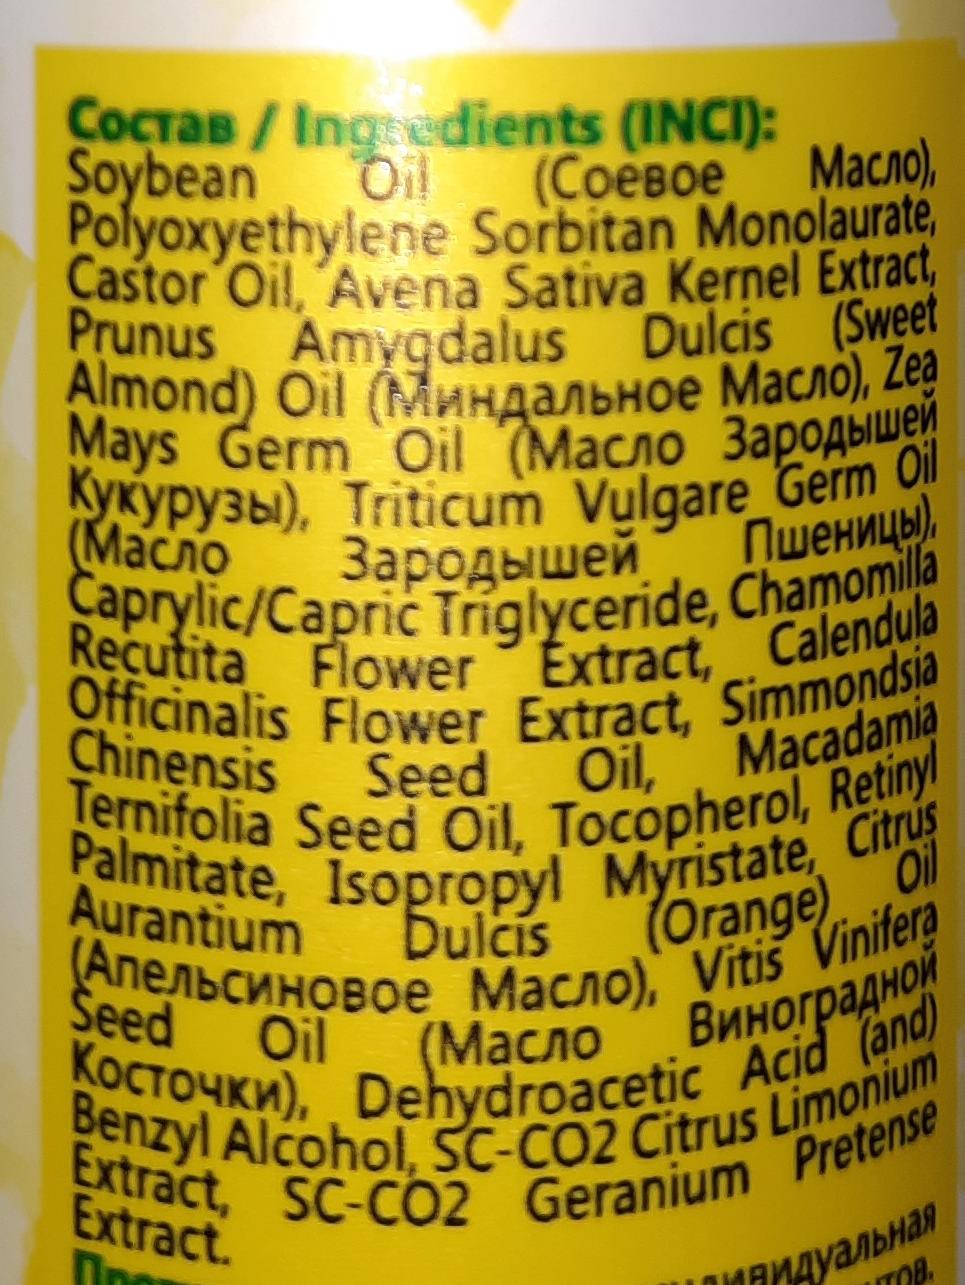 Состав / Ingredients (INCI):
Soybean Oil (Соевое Масло),
Polyoxyethylene Sorbitan Monolaurate,
Castor Oil, Avena Sativa Kernel Extract,
Prunus Amygdalus Dulcis (Sweet
Almond) Oil (Миндальное Масло), Zea
Mays Germ Oil (Масло Зародышей
Кукурузы), Triticum Vulgare Germ Oil
(Масло Зародышей Пшеницы),
Caprylic/Capric Triglyceride, Chamomilla
Recutita Flower Extract, Calendula
Officinalis Flower Extract, Simmondsia
Chinensis Seed Oil, Macadamia
Ternifolia Seed Oil, Tocopherol, Retinyl
Palmitate, Isopropyl Myristate, Citrus
Aurantium Dulcis (Orange) Oil
(Апельсиновое Масло), Vitis Vinifera
Seed Oil (Масло Виноградной
Косточки), Dehydroacetic Acid (and)
Benzyl Alcohol, SC-CO2 Citrus Limonium
Extract, SC-CO2 Geranium Pretense
Extract.